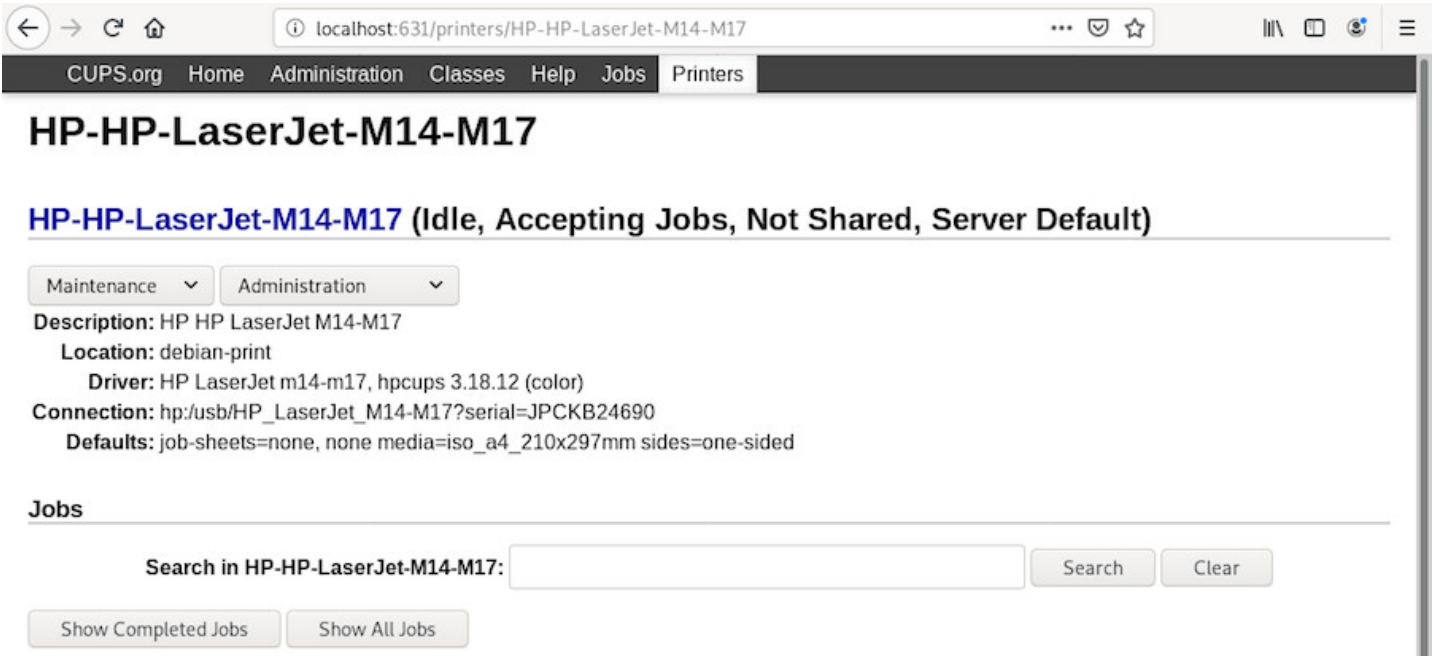 localhost:631/printers/HP-HP-LaserJet-M14-M17
CUPS.org Home Administration Classes Help Jobs Printers
HP-HP-LaserJet-M14-M17
HP-HP-LaserJet-M14-M17 (Idle, Accepting Jobs, Not Shared, Server Default)
Maintenance Administration
Description: HP HP LaserJet M14-M17
Location: debian-print
Driver: HP LaserJet m14-m17, hpcups 3.18.12 (color)
Connection: hp:/usb/HP_LaserJet_M14-M17?serial=JPCKB24690
Defaults: job-sheets=none, none media=iso_a4_210x297mm sides=one-sided
Jobs
Search in HP-HP-LaserJet-M14-M17: Search Clear
Show Completed Jobs Show All Jobs